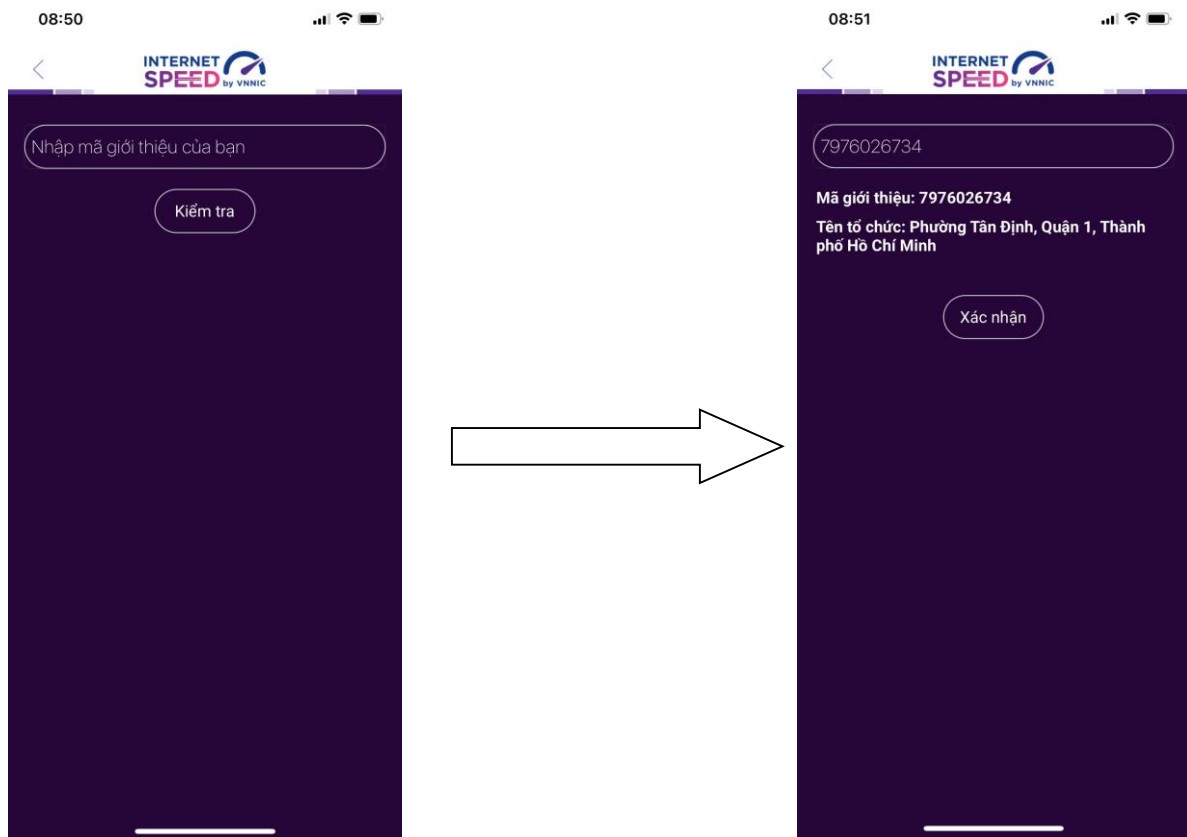 08:50
INTERNET
SPEED by VNNIC
Nhập mã giới thiệu của bạn
Kiểm tra
08:51
INTERNET
SPEED by VNNIC
7976026734
Mã giới thiệu: 7976026734
Tên tổ chức: Phường Tân Định, Quận 1, Thành
phố Hồ Chí Minh
Xác nhận